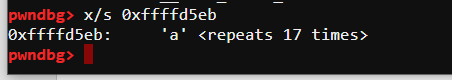 pwndbg> x/s 0xffffd5eb
0xffffd5eb:     'a' <repeats 17 times>
pwndbg>